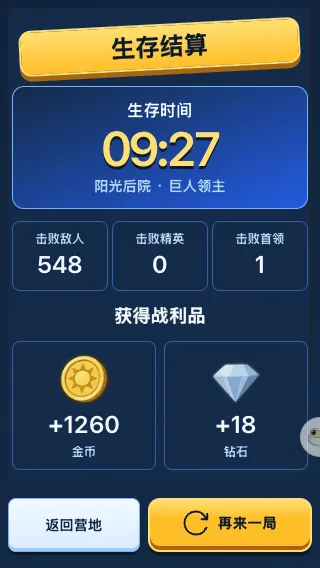 生存结算
生存时间
09:27
阳光后院 · 巨人领主
击败敌人
548
击败精英
0
击败首领
1
获得战利品
+1260
金币
+18
钻石
返回营地
再来一局